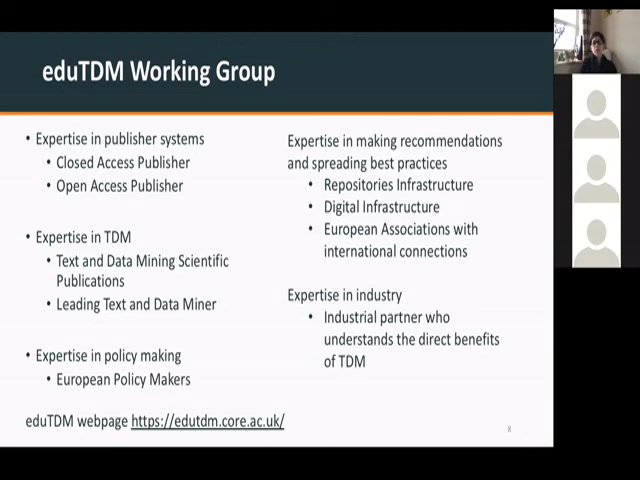 eduTDM Working Group
• Expertise in publisher systems
• Closed Access Publisher
• Open Access Publisher
• Expertise in TDM
• Text and Data Mining Scientific
Publications
• Leading Text and Data Miner
• Expertise in policy making
• European Policy Makers
Expertise in making recommendations
and spreading best practices
• Repositories Infrastructure
• Digital Infrastructure
• European Associations with
international connections
Expertise in industry
• Industrial partner who
understands the direct benefits
of TDM
eduTDM webpage https://edutdm.core.ac.uk/